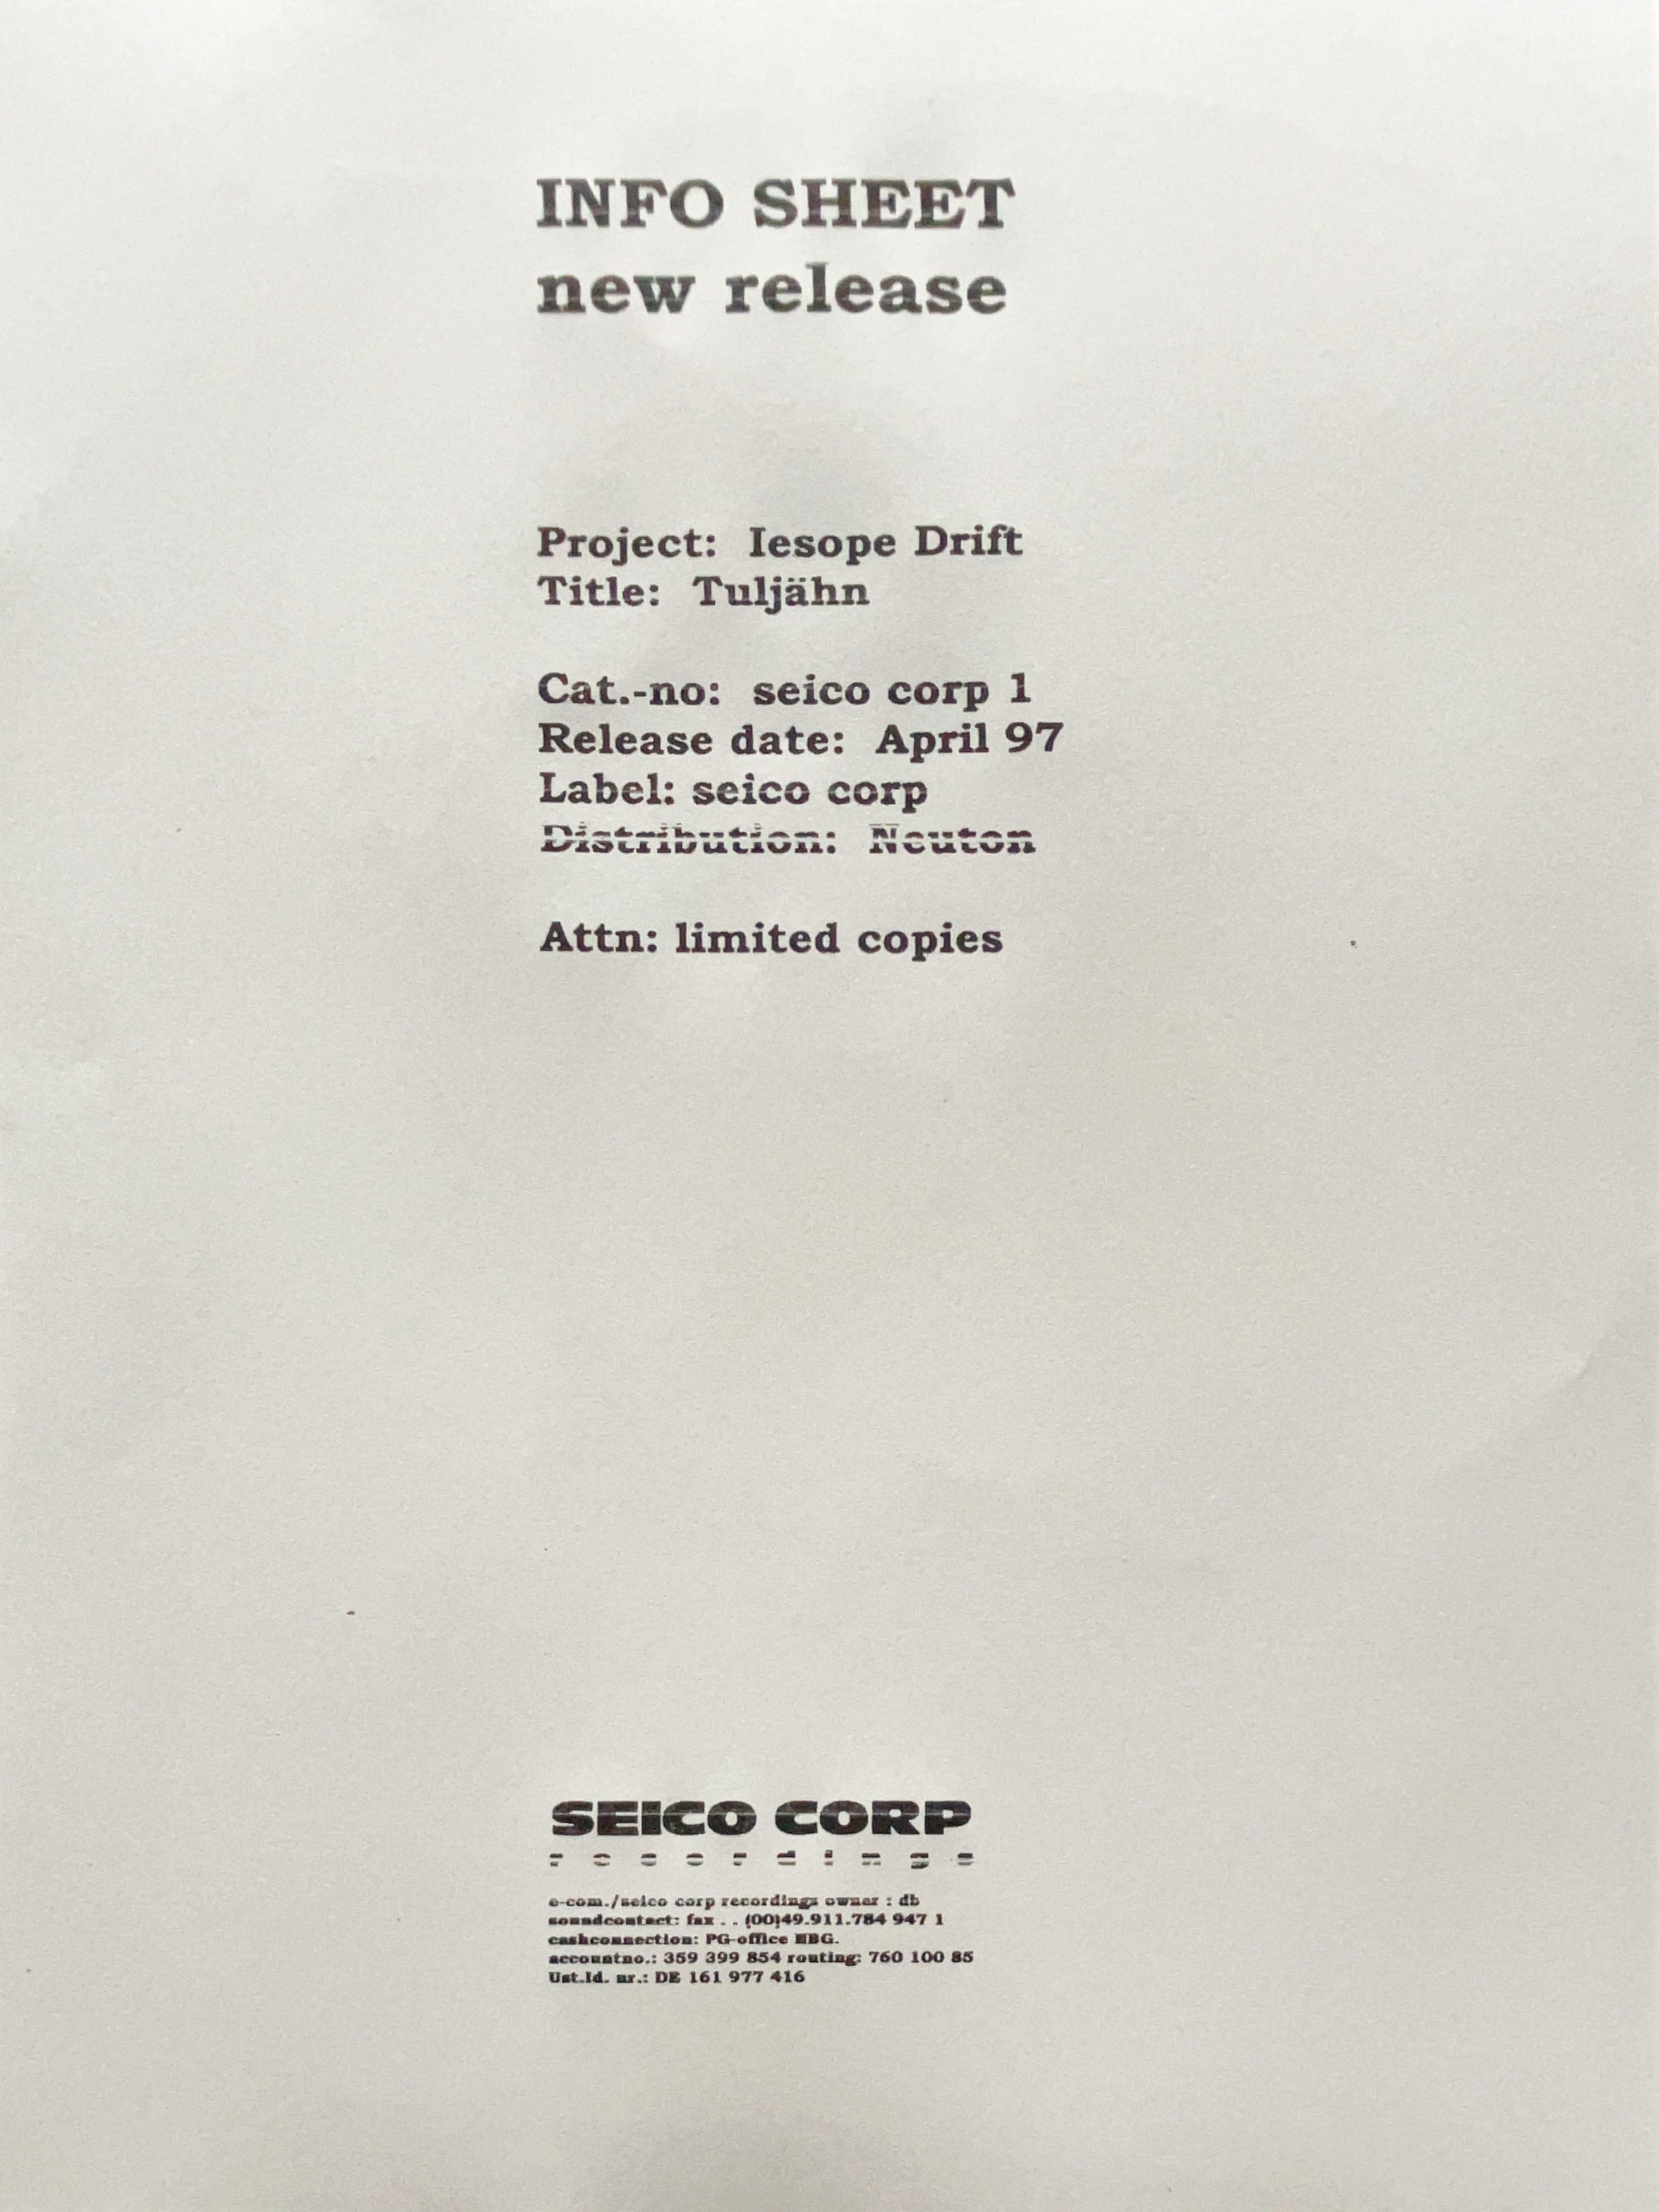 INFO SHEET
new release
Project: Iesope Drift
Title: Tuljähn
Cat.-no: seico corp 1
Release date: April 97
Label: seico corp
Distribution: Neuton
Attn: limited copies
SEICO CORP
recordings
e-com./seico corp recordings owner : db
soundcontact: fax . . (00)49.911.784 947 1
cashconnection: PG-office NBG.
accountno.: 359 399 854 routing: 760 100 85
Ust.Id. nr.: DE 161 977 416